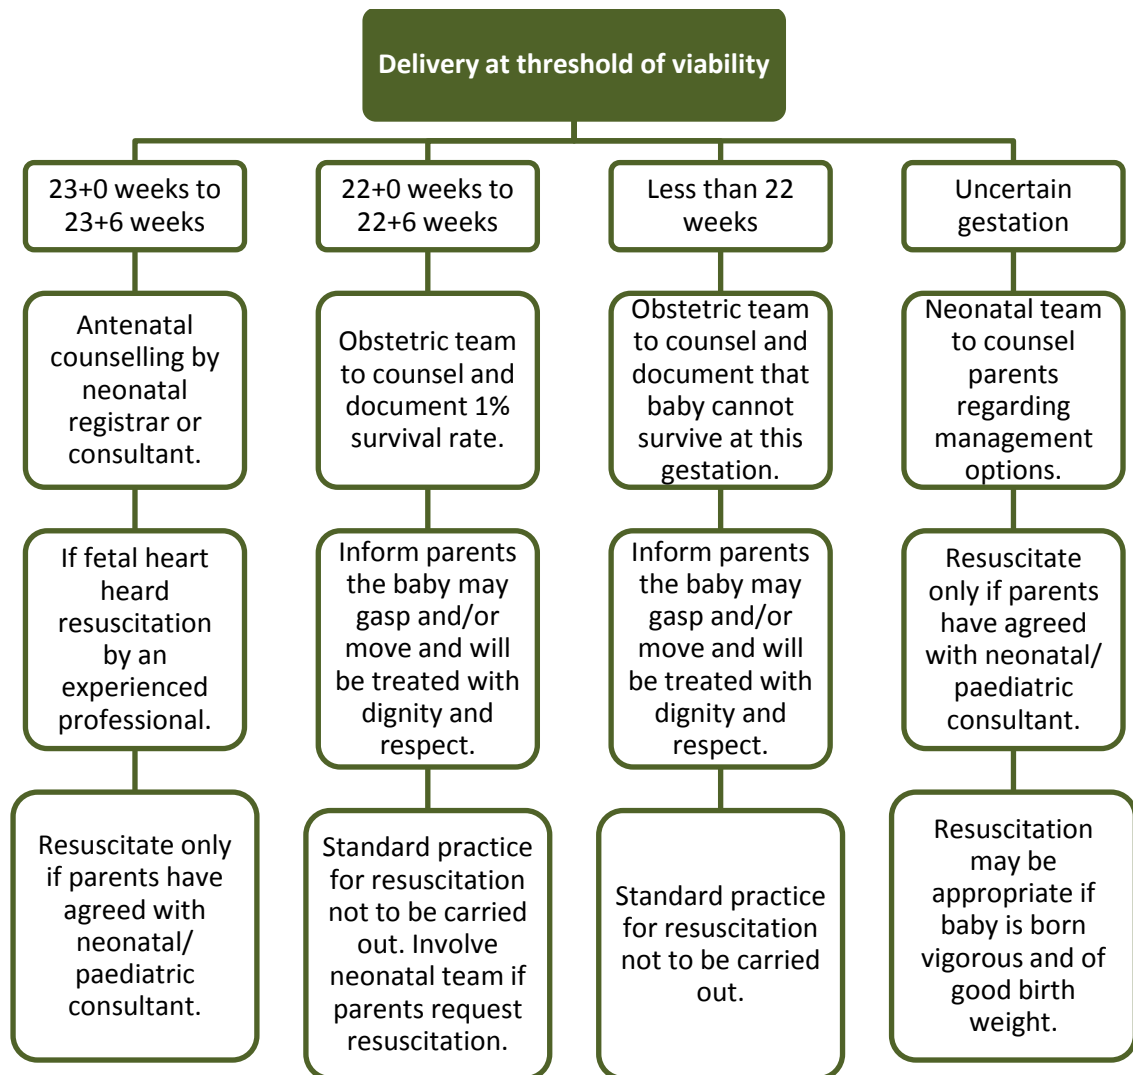 Delivery at threshold of viability
23+0 weeks to
23+6 weeks
Antenatal
counselling by
neonatal
registrar or
consultant.
If fetal heart
heard
resuscitation
by an
experienced
professional.
Resuscitate only
if parents have
agreed with
neonatal/
paediatric
consultant.
22+0 weeks to
22+6 weeks
Obstetric team
to counsel and
document 1%
survival rate.
Inform parents
the baby may
gasp and/or
move and will
be treated with
dignity and
respect.
Standard practice
for resuscitation
not to be carried
out. Involve
neonatal team if
parents request
resuscitation.
Less than 22
weeks
Obstetric team
to counsel and
document that
baby cannot
survive at this
gestation.
Inform parents
the baby may
gasp and/or
move and will
be treated with
dignity and
respect.
Standard practice
for resuscitation
not to be carried
out.
Uncertain
gestation
Neonatal team
to counsel
parents
regarding
management
options.
Resuscitate
only if parents
have agreed
with neonatal/
paediatric
consultant.
Resuscitation
may be
appropriate if
baby is born
vigorous and of
good birth
weight.